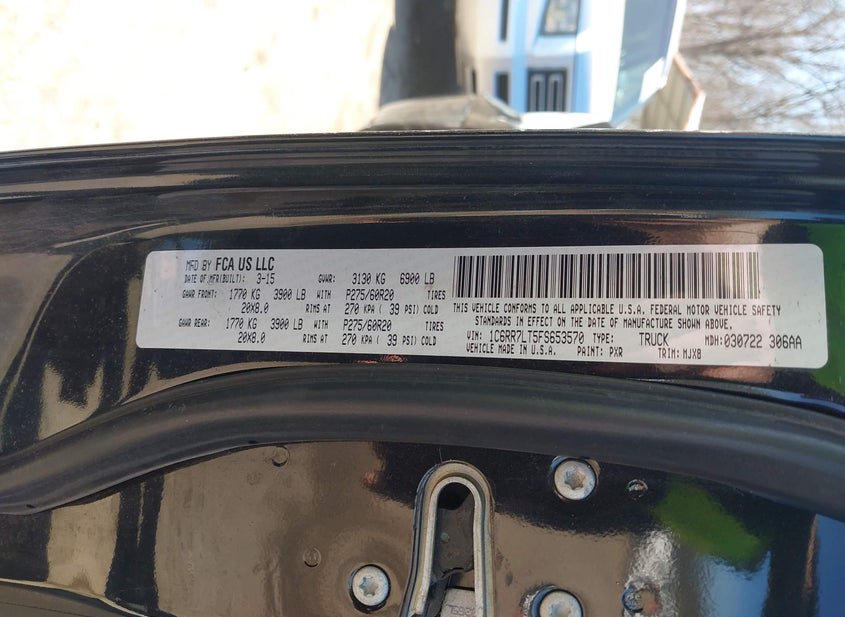 MFD BY FCA US LLC
DATE OF MFR(BUILT): 3-15 GVWR: 3130 KG 6900 LB
GAWR FRONT: 1770 KG 3900 LB WITH P275/60R20 TIRES
20X8.0 RIMS AT 270 KPA ( 39 PSI) COLD
GAWR REAR: 1770 KG 3900 LB WITH P275/60R20 TIRES
20X8.0 RIMS AT 270 KPA ( 39 PSI) COLD
THIS VEHICLE CONFORMS TO ALL APPLICABLE U.S.A. FEDERAL MOTOR VEHICLE SAFETY
STANDARDS IN EFFECT ON THE DATE OF MANUFACTURE SHOWN ABOVE.
VIN: 1C6RR7LT5FS653570 TYPE: TRUCK MDH:030722 306AA
VEHICLE MADE IN U.S.A. PAINT: PXR TRIM: MJX8